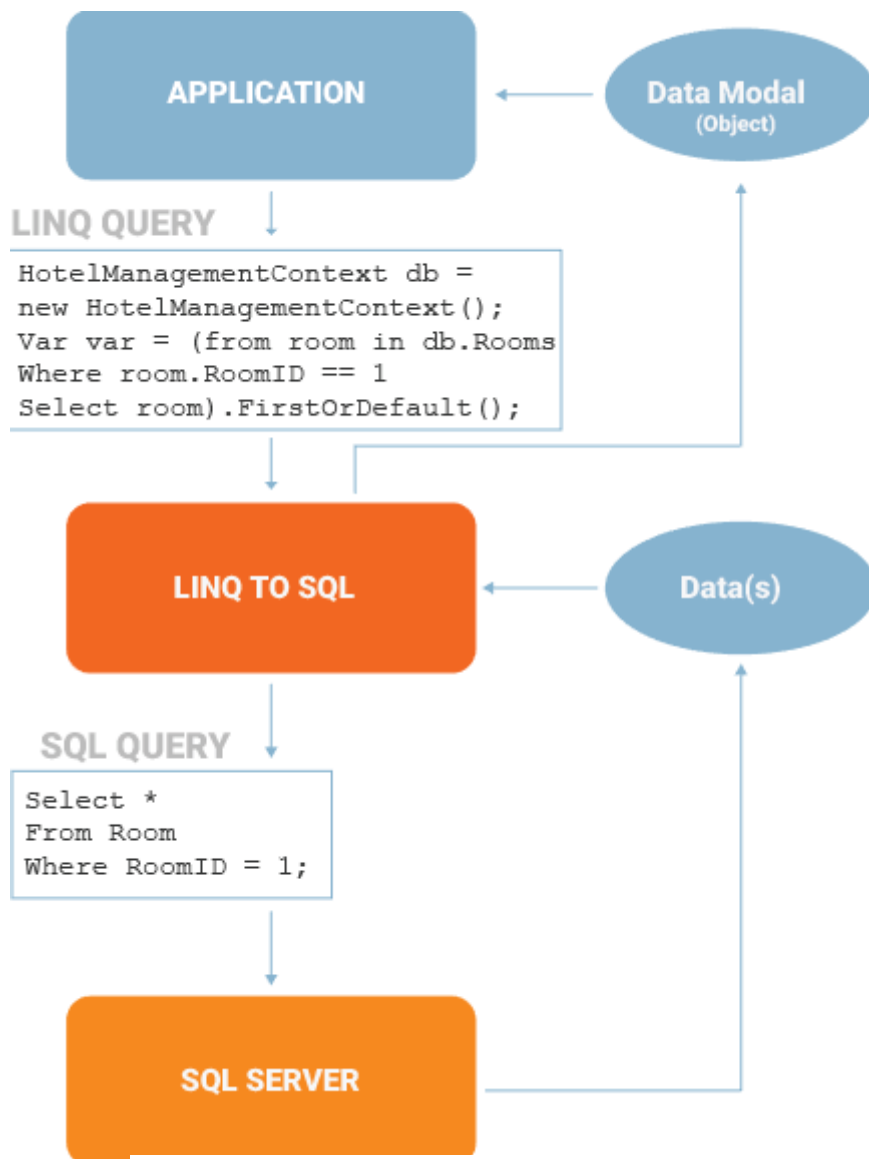 APPLICATION
Data Modal
(Object)
LINQ QUERY
HotelManagementContext db =
new HotelManagementContext();
Var var = (from room in db.Rooms
Where room.RoomID == 1
Select room).FirstOrDefault();
LINQ TO SQL
Data(s)
SQL QUERY
Select *
From Room
Where RoomID = 1;
SQL SERVER